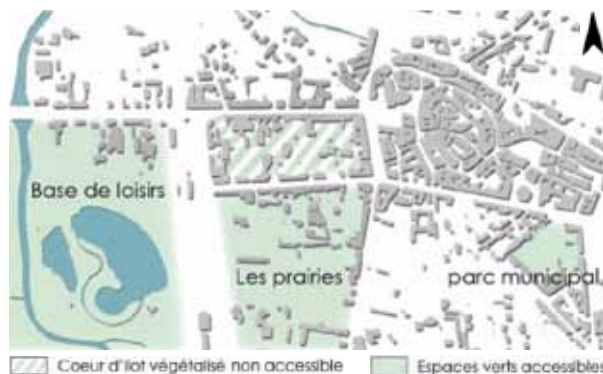 Base de loisirs
Les prairies
parc municipal
Coeur d'îlot végétalisé non accessible
Espaces verts accessibles